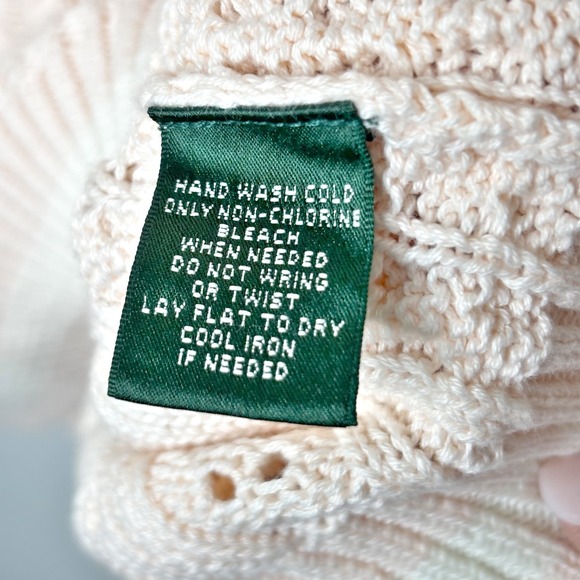 HAND WASH COLD
ONLY NON-CHLORINE
BLEACH
WHEN NEEDED
DO NOT WRING
OR TWIST
LAY FLAT TO DRY
COOL IRON
IF NEEDED